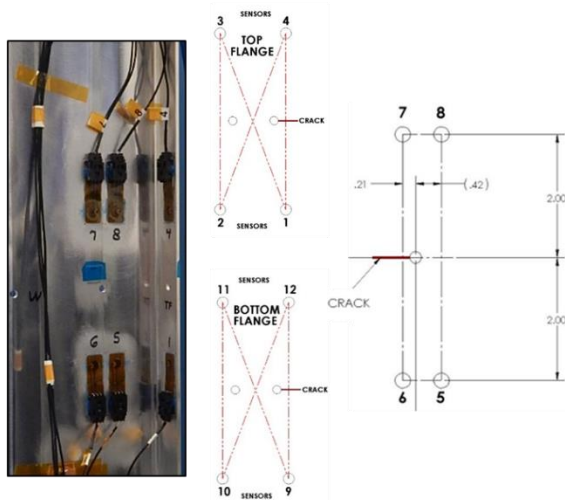 7
8
4
6
5
1
SENSORS
3
4
TOP
FLANGE
CRACK
2
1
SENSORS
SENSORS
11
12
BOTTOM
FLANGE
CRACK
10
9
SENSORS
7
8
.21
(.42)
2.00
CRACK
2.00
6
5